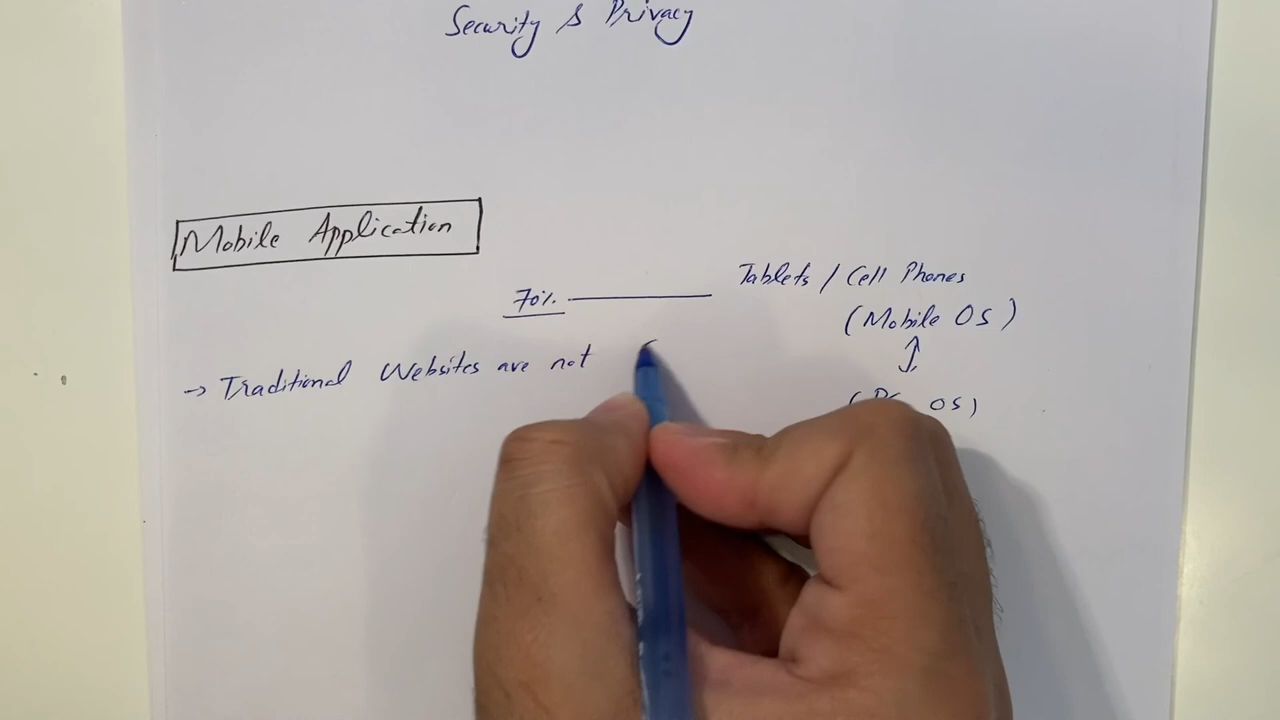 Security & Privacy
Mobile Application
70% Tablets / Cell Phones
(Mobile OS)
→ Traditional Websites are not
OS)